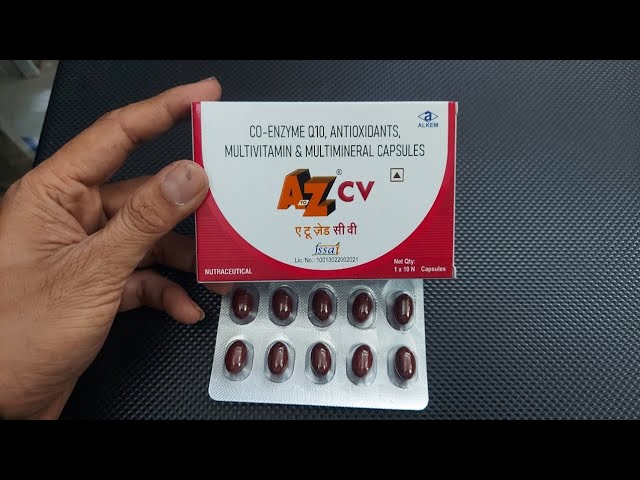 CO-ENZYME Q10, ANTIOXIDANTS,
MULTIVITAMIN & MULTIMINERAL CAPSULES
ALKEM
A TO Z® CV
ए टू ज़ेड सी वी
fssai
Lic. No.: 10013022002021
NUTRACEUTICAL
Net Qty:
1 x 10 N Capsules